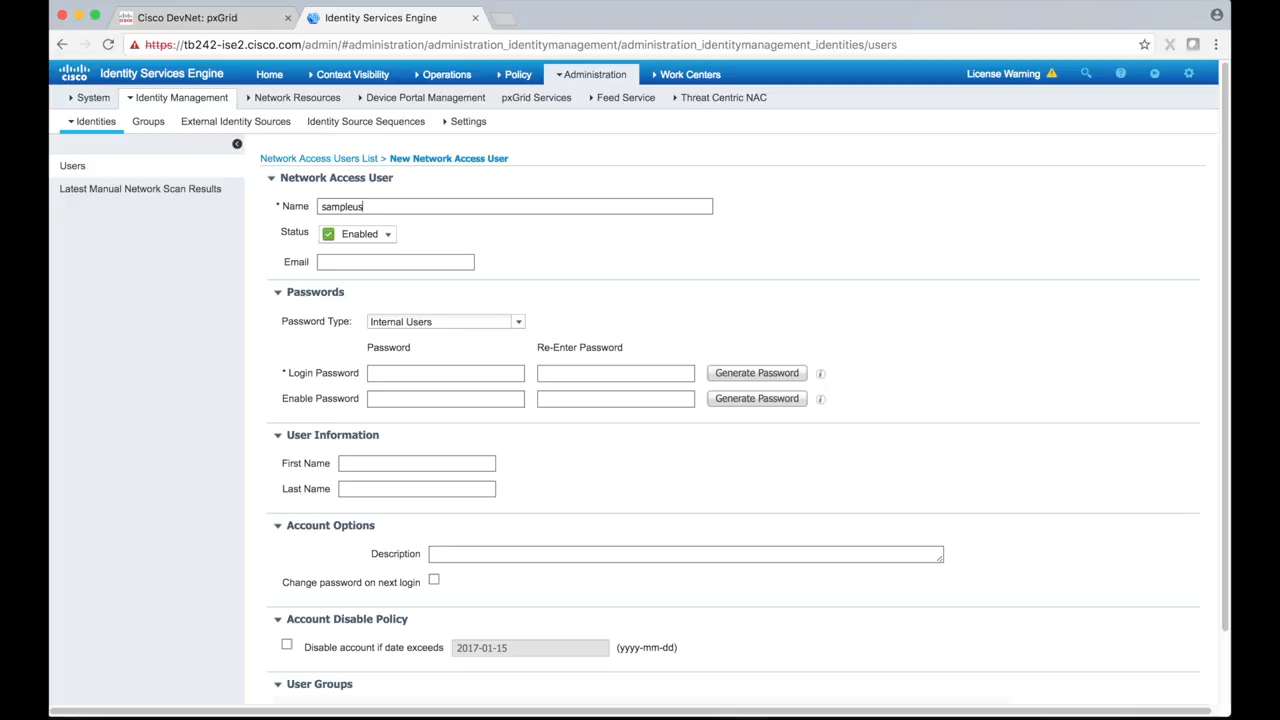 Cisco DevNet: pxGrid
Identity Services Engine
https://tb242-ise2.cisco.com/admin/#administration/administration_identitymanagement/administration_identitymanagement_identities/users
cisco Identity Services Engine Home Context Visibility Operations Policy Administration Work Centers License Warning
System Identity Management Network Resources Device Portal Management pxGrid Services Feed Service Threat Centric NAC
Identities Groups External Identity Sources Identity Source Sequences Settings
Users
Latest Manual Network Scan Results
Network Access Users List > New Network Access User
Network Access User
* Name sampleus
Status Enabled
Email
Passwords
Password Type: Internal Users
Password Re-Enter Password
* Login Password Generate Password i
Enable Password Generate Password i
User Information
First Name
Last Name
Account Options
Description
Change password on next login
Account Disable Policy
Disable account if date exceeds 2017-01-15 (yyyy-mm-dd)
User Groups